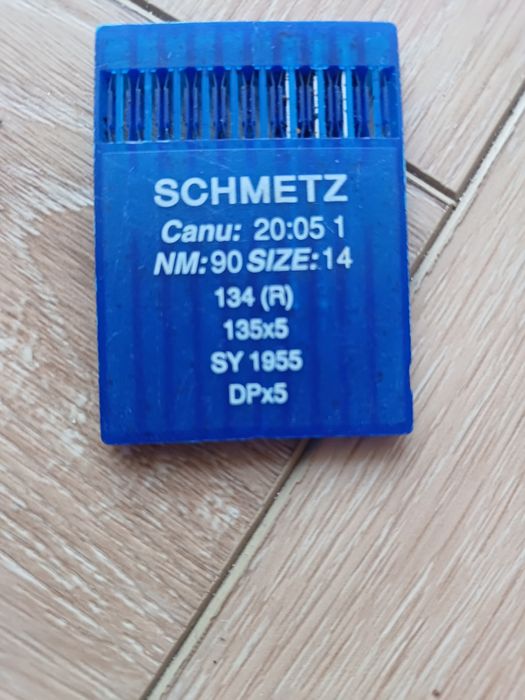 SCHMETZ
Canu: 20:05 1
NM:90 SIZE:14
134 (R)
135x5
SY 1955
DPx5